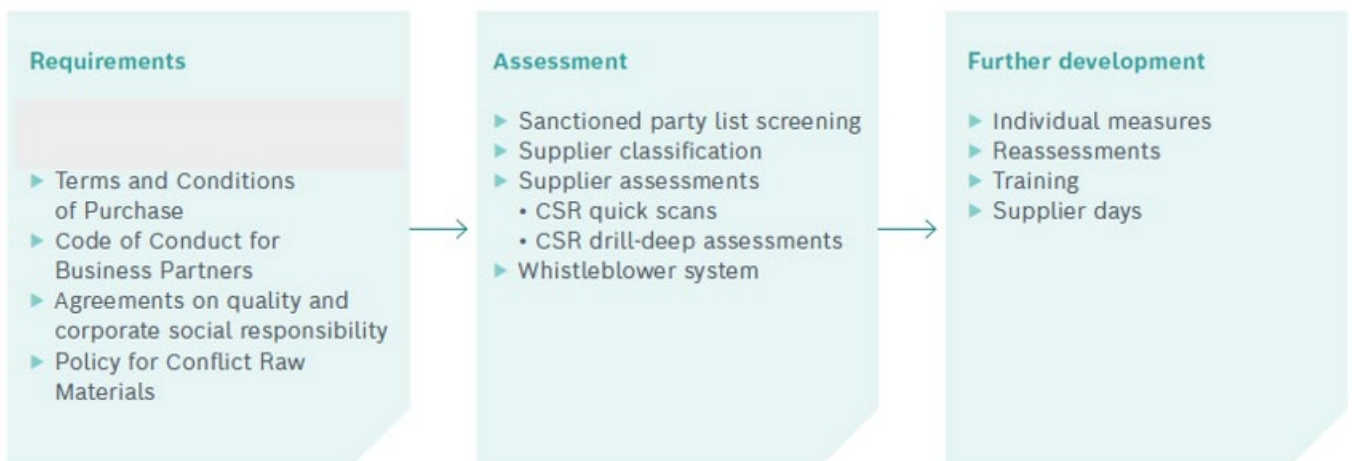 Requirements
▶ Terms and Conditions
of Purchase
▶ Code of Conduct for
Business Partners
▶ Agreements on quality and
corporate social responsibility
▶ Policy for Conflict Raw
Materials
Assessment
▶ Sanctioned party list screening
▶ Supplier classification
▶ Supplier assessments
• CSR quick scans
• CSR drill-deep assessments
▶ Whistleblower system
Further development
▶ Individual measures
▶ Reassessments
▶ Training
▶ Supplier days